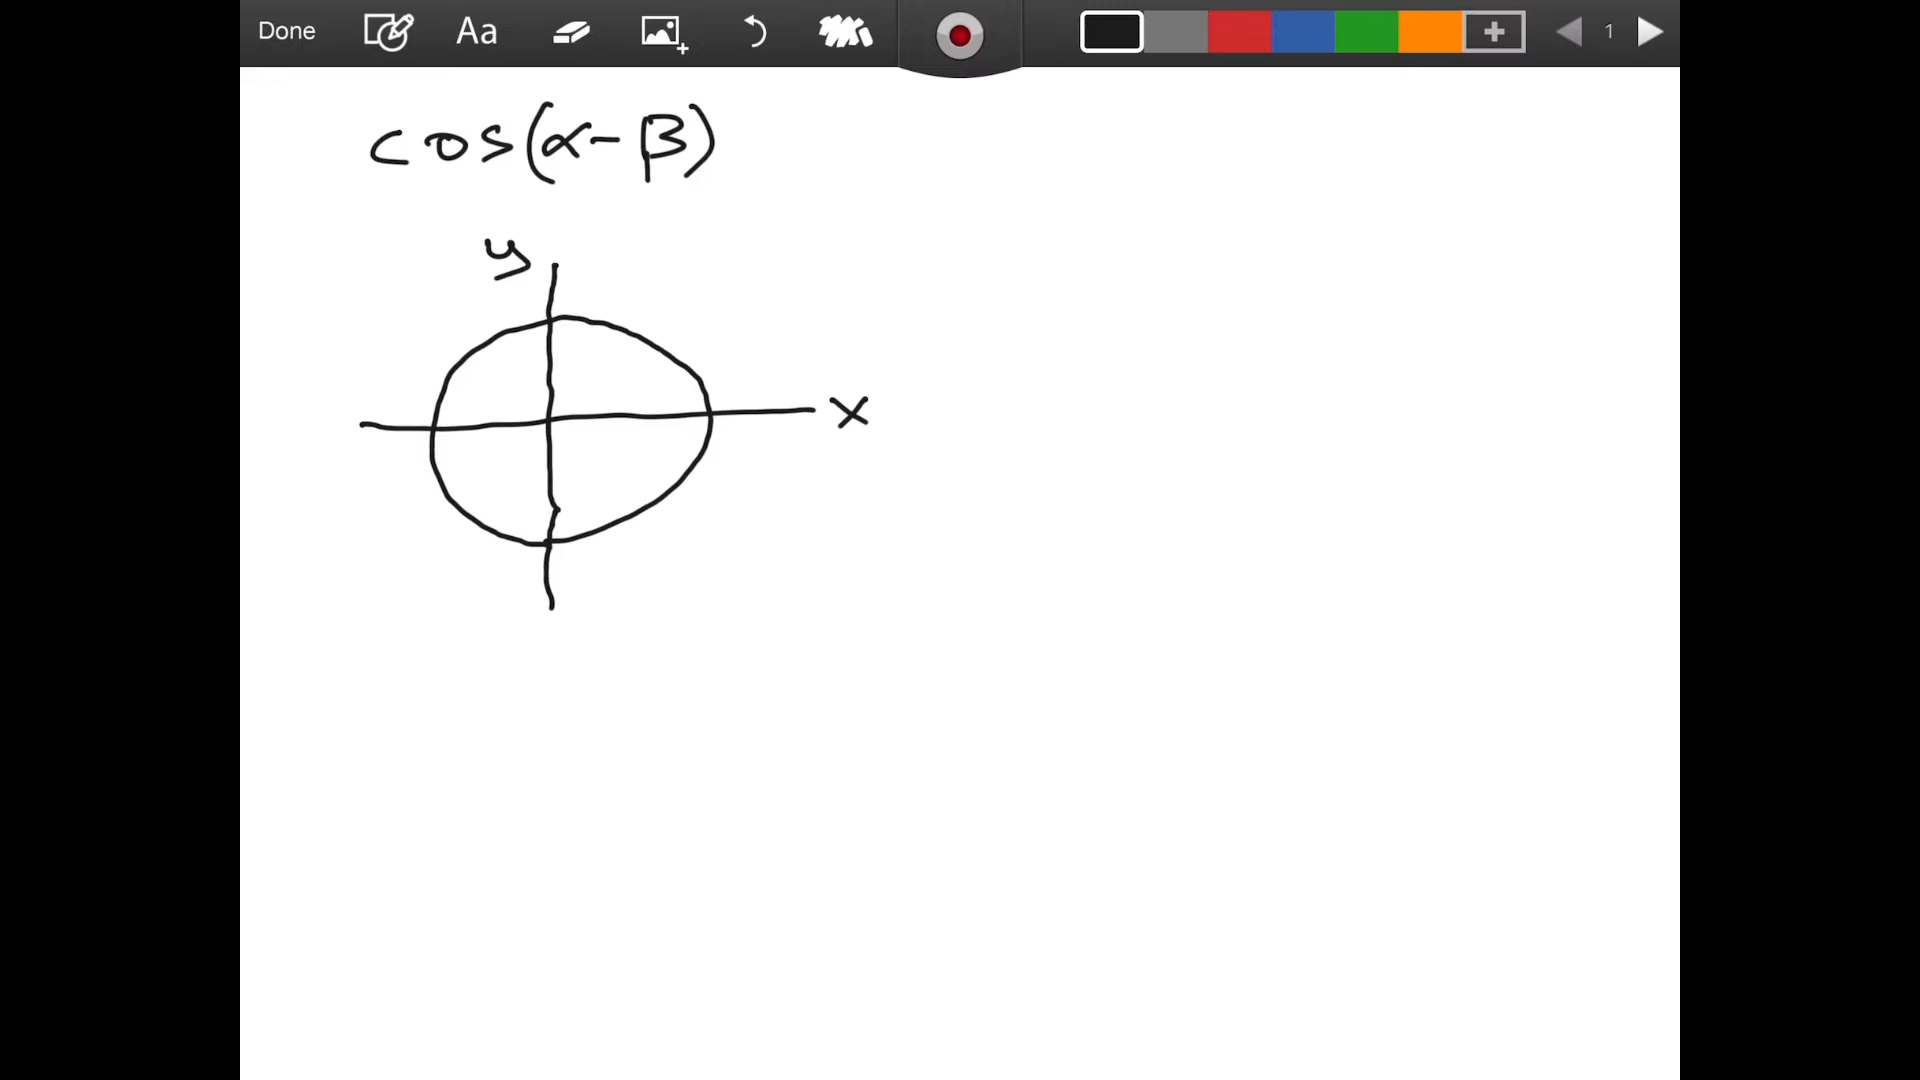 Done Aa 1
cos(α-β)
y
x